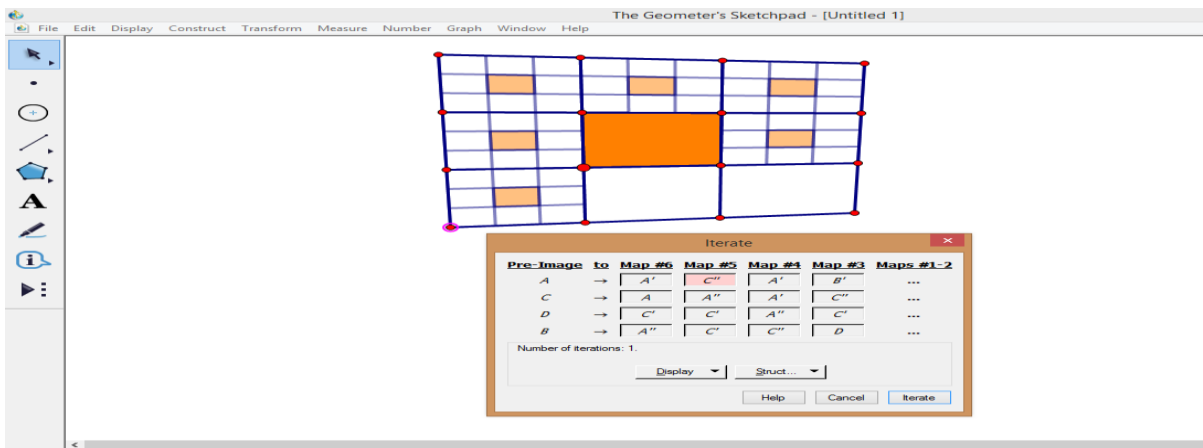 The Geometer's Sketchpad - [Untitled 1]
File Edit Display Construct Transform Measure Number Graph Window Help
A
Iterate
Pre-Image to Map #6 Map #5 Map #4 Map #3 Maps #1-2
A → A' C'' A' B' ...
C → A A'' A' C'' ...
D → C' C' A'' C' ...
B → A'' C' C'' D ...
Number of iterations: 1.
Display Struct...
Help Cancel Iterate